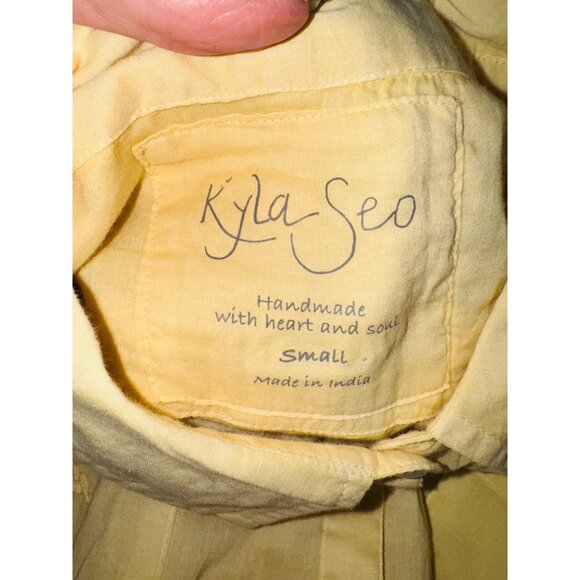 Kyla Seo
Handmade
with heart and soul
Small
Made in India